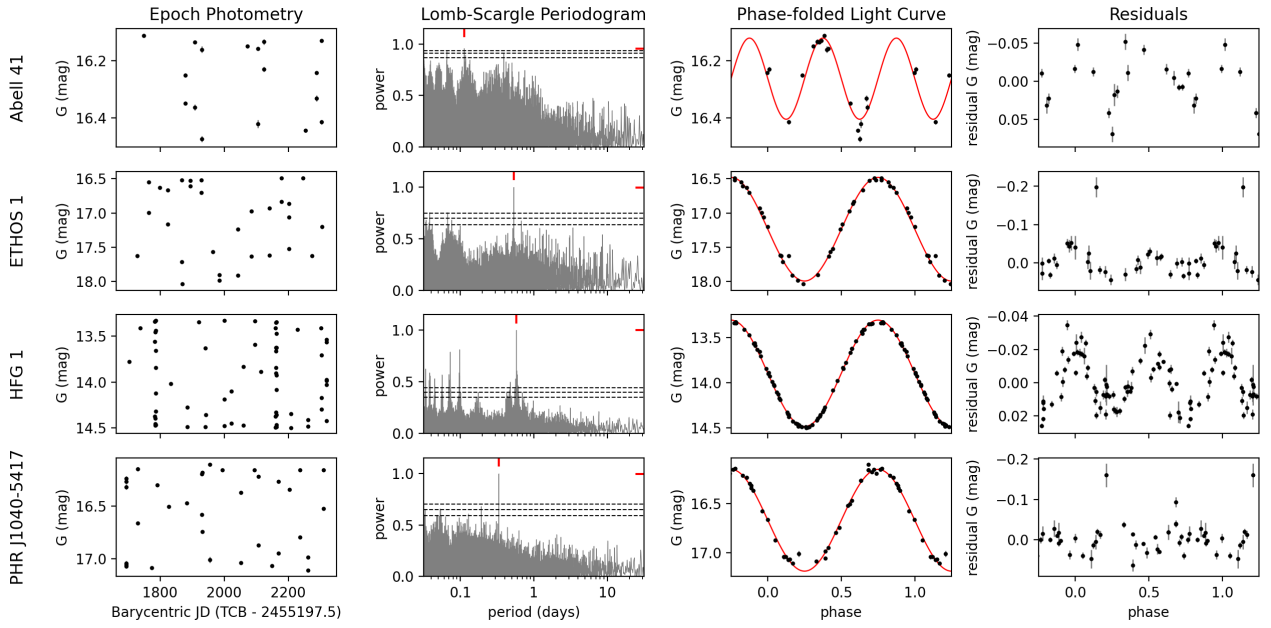 Epoch Photometry Lomb-Scargle Periodogram Phase-folded Light Curve Residuals
Abell 41
G (mag)
16.2
16.4
power
1.0
0.5
0.0
G (mag)
16.2
16.4
residual G (mag)
−0.05
0.00
0.05
ETHOS 1
G (mag)
16.5
17.0
17.5
18.0
power
1.0
0.5
0.0
G (mag)
16.5
17.0
17.5
18.0
residual G (mag)
−0.2
−0.1
0.0
HFG 1
G (mag)
13.5
14.0
14.5
power
1.0
0.5
0.0
G (mag)
13.5
14.0
14.5
residual G (mag)
−0.04
−0.02
0.00
0.02
PHR J1040-5417
G (mag)
16.5
17.0
power
1.0
0.5
0.0
G (mag)
16.5
17.0
residual G (mag)
−0.2
−0.1
0.0
1800 2000 2200
0.1 1 10
0.0 0.5 1.0
0.0 0.5 1.0
Barycentric JD (TCB - 2455197.5) period (days) phase phase